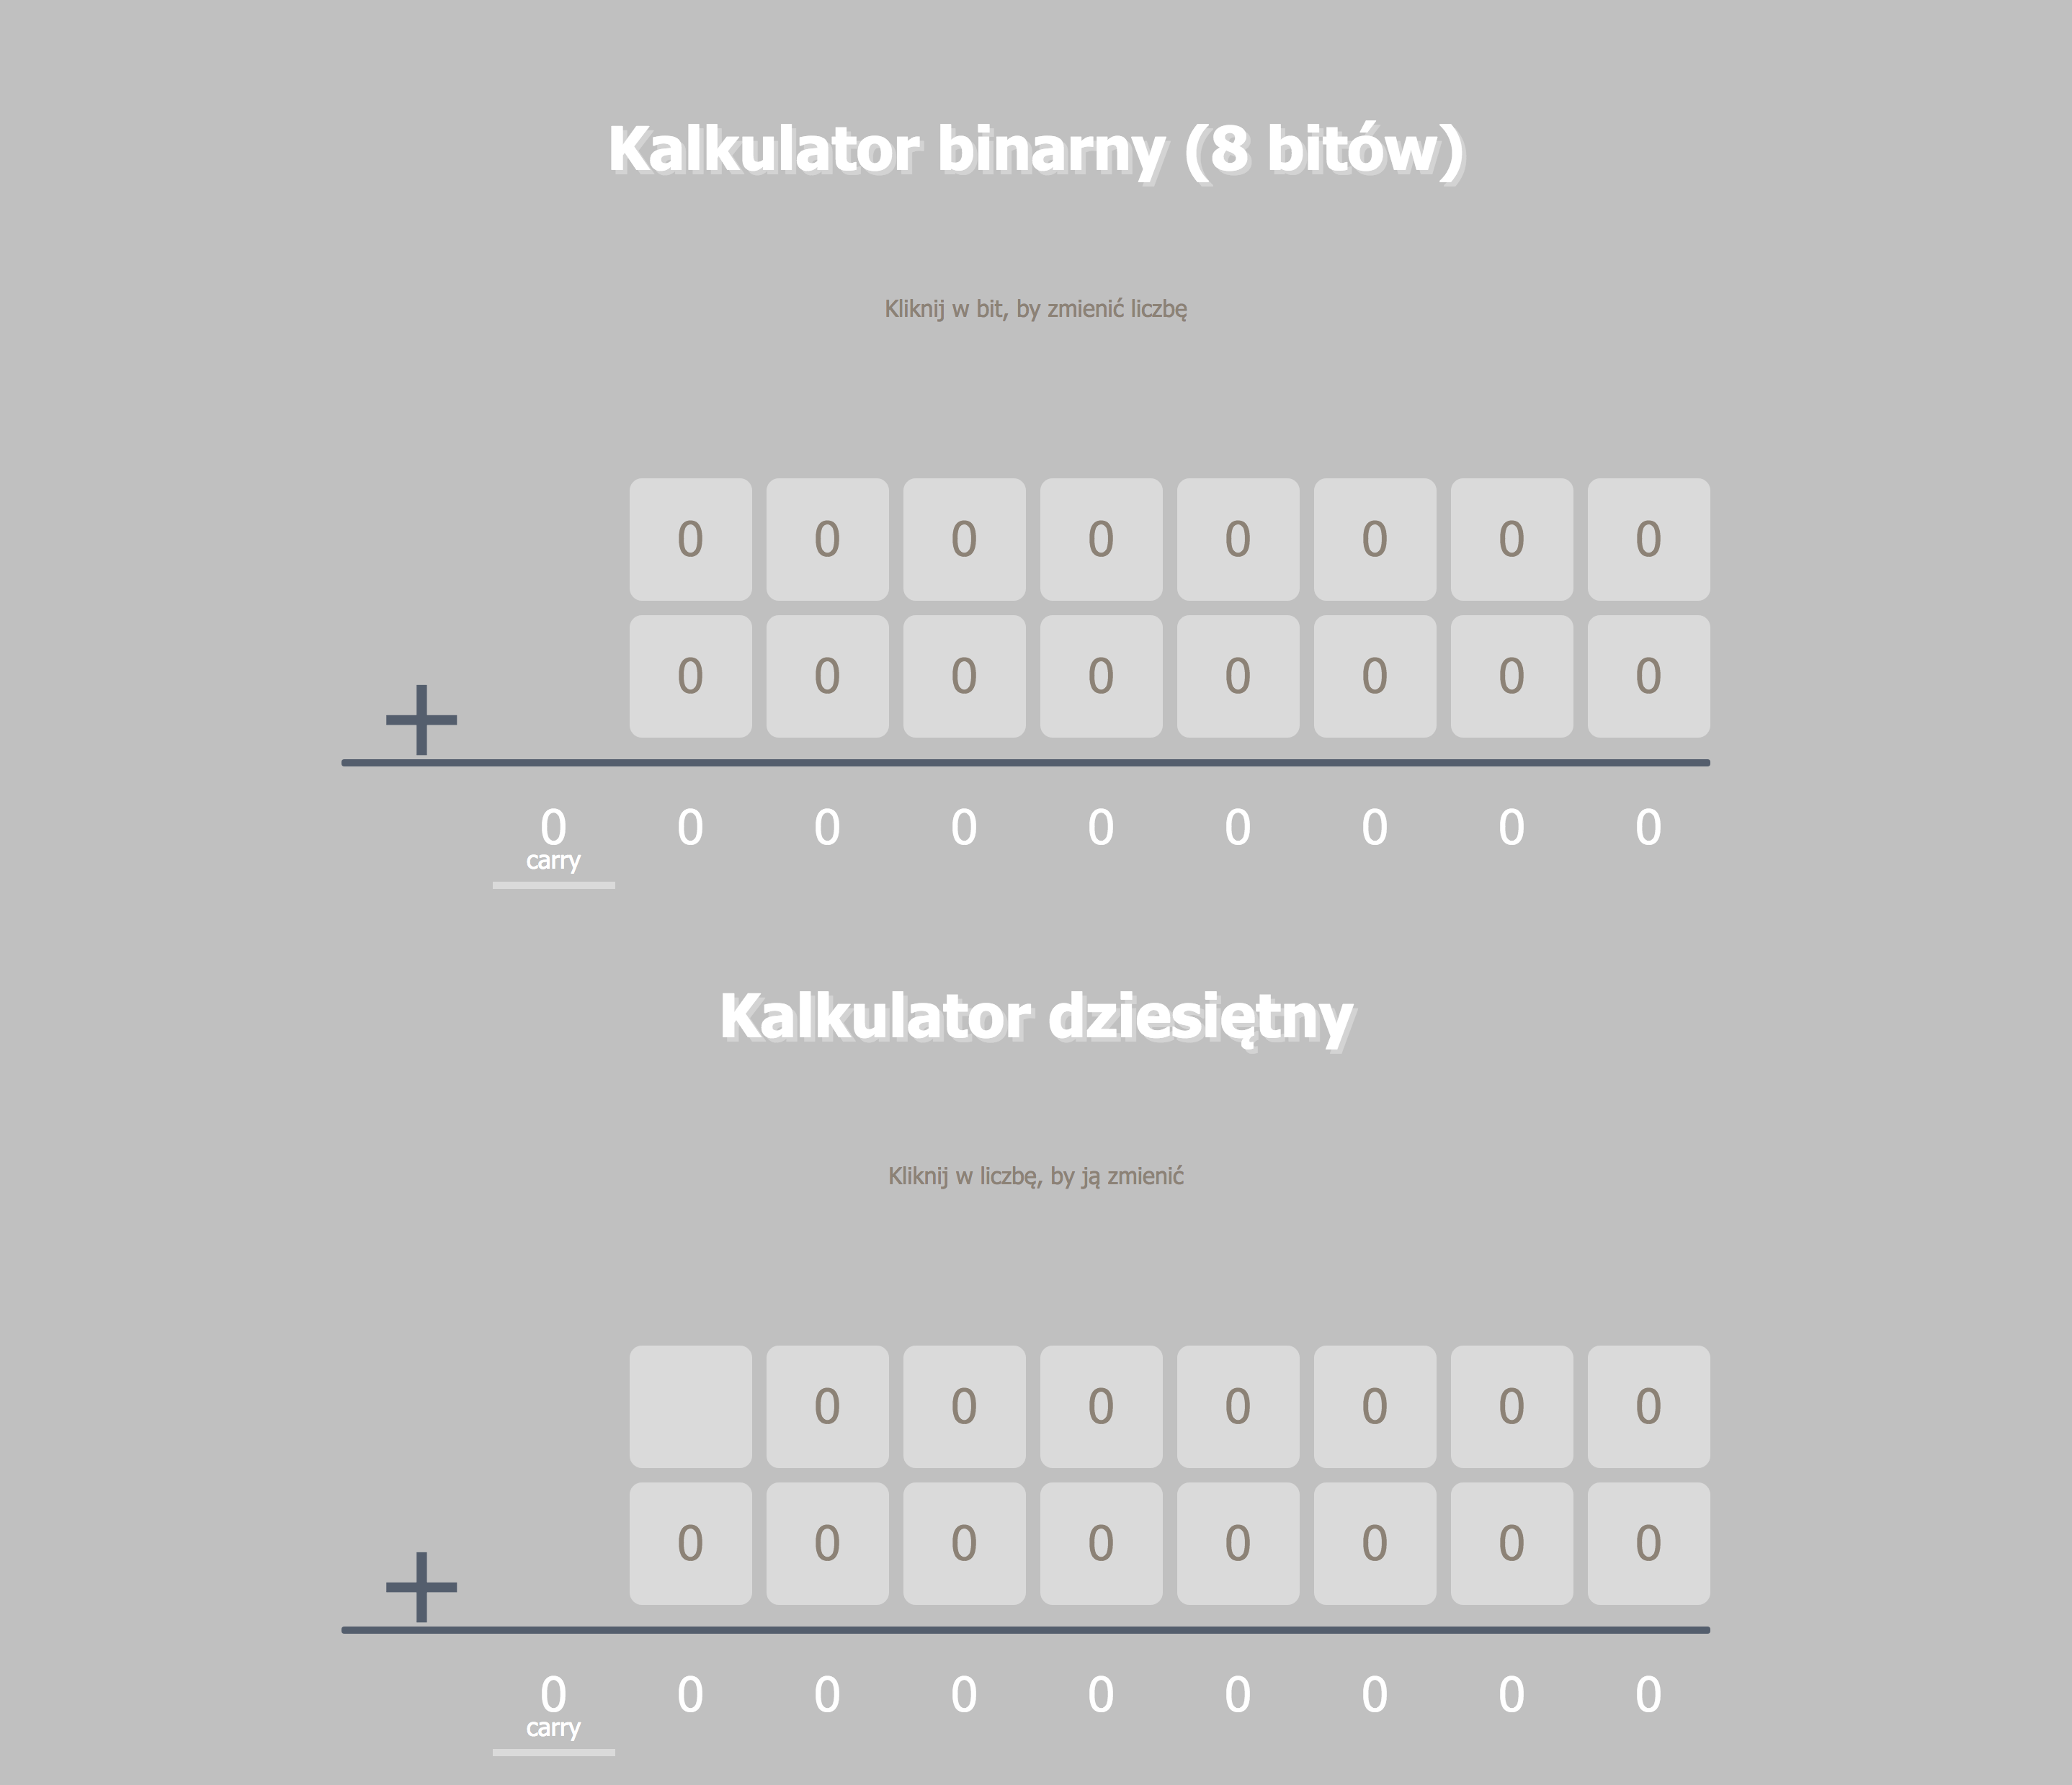 Kalkulator binarny (8 bitów)
Kliknij w bit, by zmienić liczbę
0 0 0 0 0 0 0 0
0 0 0 0 0 0 0 0
+
0 0 0 0 0 0 0 0 0
carry
Kalkulator dziesiętny
Kliknij w liczbę, by ją zmienić
0 0 0 0 0 0 0
0 0 0 0 0 0 0 0
+
0 0 0 0 0 0 0 0 0
carry